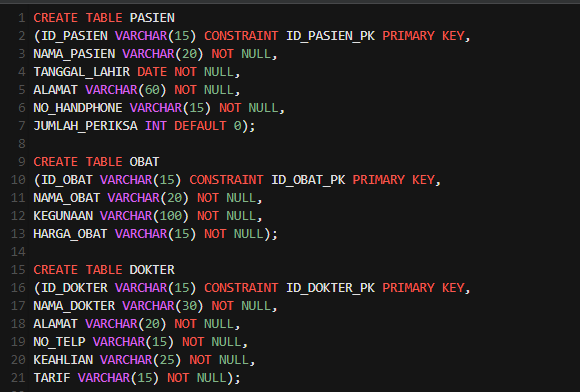 1 CREATE TABLE PASIEN
2 (ID_PASIEN VARCHAR(15) CONSTRAINT ID_PASIEN_PK PRIMARY KEY,
3 NAMA_PASIEN VARCHAR(20) NOT NULL,
4 TANGGAL_LAHIR DATE NOT NULL,
5 ALAMAT VARCHAR(60) NOT NULL,
6 NO_HANDPHONE VARCHAR(15) NOT NULL,
7 JUMLAH_PERIKSA INT DEFAULT 0);
8
9 CREATE TABLE OBAT
10 (ID_OBAT VARCHAR(15) CONSTRAINT ID_OBAT_PK PRIMARY KEY,
11 NAMA_OBAT VARCHAR(20) NOT NULL,
12 KEGUNAAN VARCHAR(100) NOT NULL,
13 HARGA_OBAT VARCHAR(15) NOT NULL);
14
15 CREATE TABLE DOKTER
16 (ID_DOKTER VARCHAR(15) CONSTRAINT ID_DOKTER_PK PRIMARY KEY,
17 NAMA_DOKTER VARCHAR(30) NOT NULL,
18 ALAMAT VARCHAR(20) NOT NULL,
19 NO_TELP VARCHAR(15) NOT NULL,
20 KEAHLIAN VARCHAR(25) NOT NULL,
21 TARIF VARCHAR(15) NOT NULL);